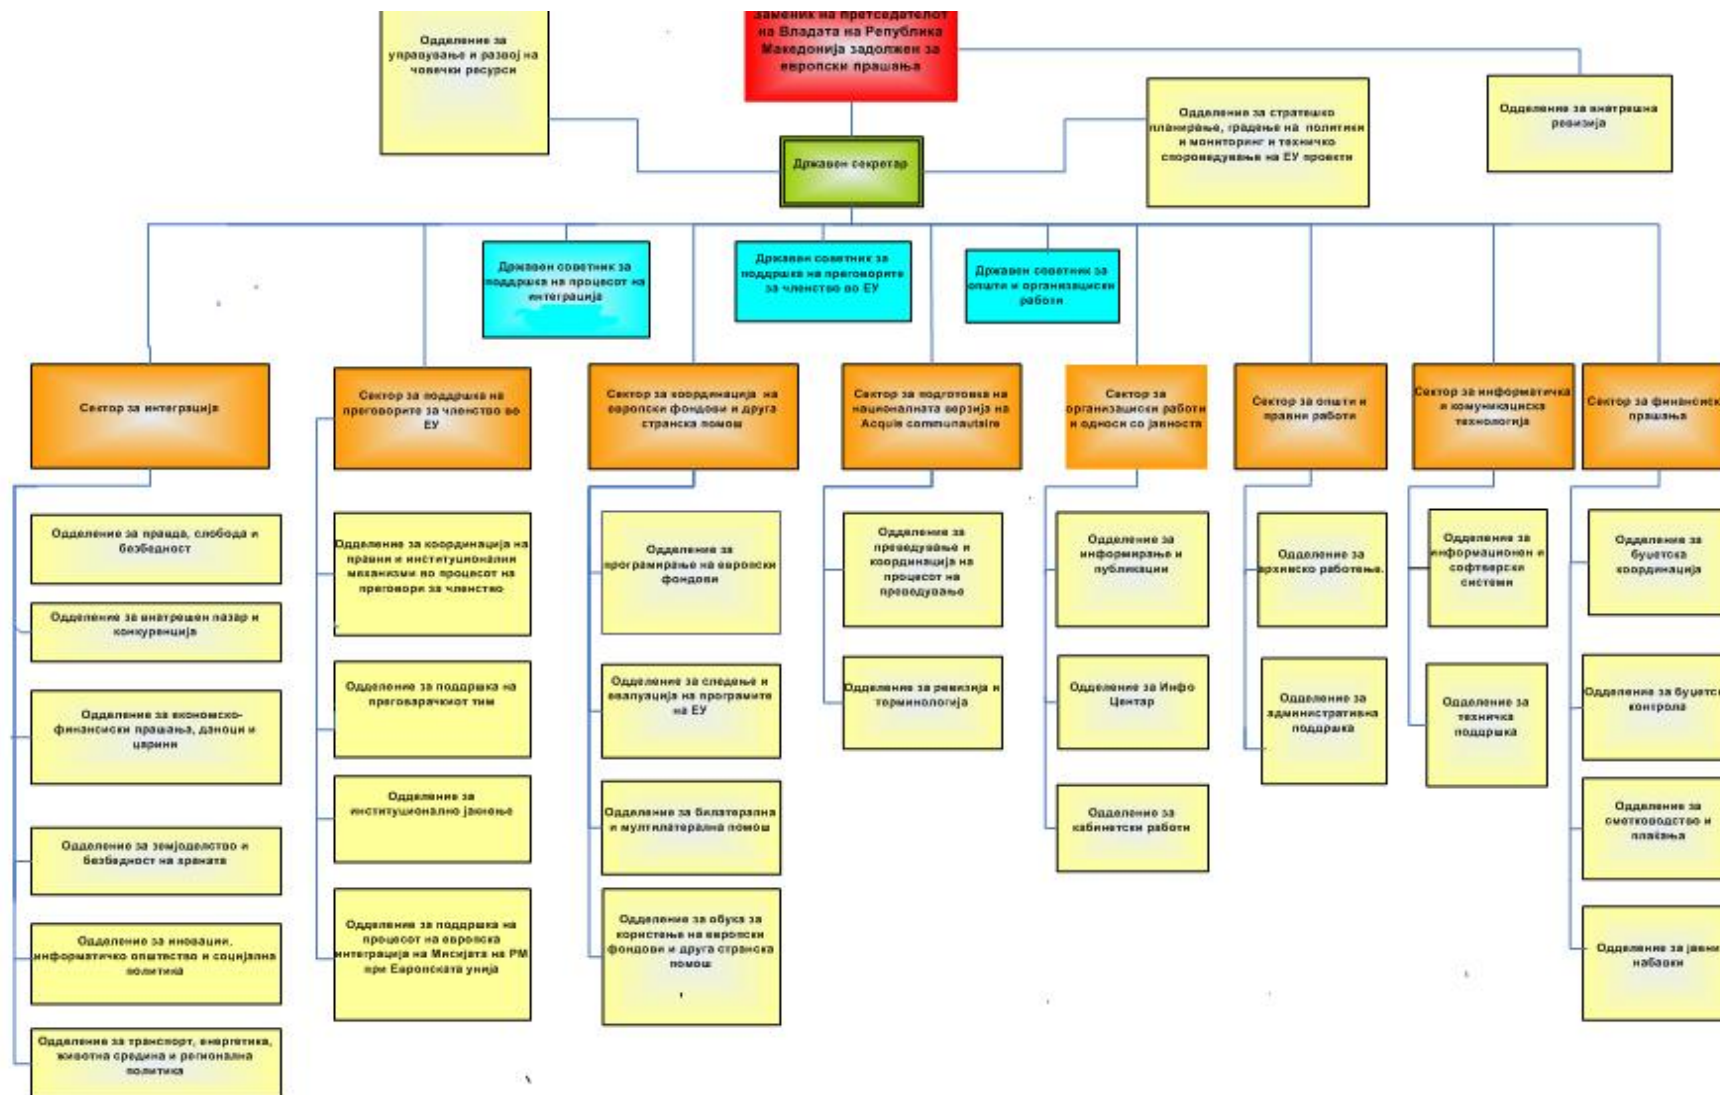 Одделение за
управување и развој на
човечки ресурси
Заменик на претседателот
на Владата на Република
Македонија задолжен за
европски прашања
Одделение за стратешко
планирање, градење на политики
и мониторинг и техничко
спороведување на ЕУ проекти
Одделение за внатрешна
ревизија
Државен секретар
Државен советник за
поддршка на процесот на
интеграција
Државен советник за
поддршка на преговорите
за членство во ЕУ
Државен советник за
општи и организациски
работи
Сектор за интеграција
Сектор за поддршка на
преговорите за членство во
ЕУ
Сектор за координација на
европски фондови и друга
странска помош
Сектор за подготовка на
националната верзија на
Acquis communautaire
Сектор за
организациски работи
и односи со јавноста
Сектор за општи и
правни работи
Сектор за информатичка
и комуникациска
технологија
Сектор за финансиск
прашања
Одделение за правда, слобода и
безбедност
Одделение за внатрешен пазар и
конкуренција
Одделение за економско-
финансиски прашања, даноци и
царини
Одделение за земјоделство и
безбедност на храната
Одделение за иновации,
информатичко општество и социјална
политика
Одделение за транспорт, енергетика,
животна средина и регионална
политика
Одделение за координација на
правни и институционални
механизми во процесот на
преговори за членство
Одделение за поддршка на
преговарачкиот тим
Одделение за
институционално јакнење
Одделение за поддршка на
процесот на европска
интеграција на Мисијата на РМ
при Европската унија
Одделение за
програмирање на европски
фондови
Одделение за следење и
евалуација на програмите
на ЕУ
Одделение за билатерална
и мултилатерална помош
Одделение за обука за
користење на европски
фондови и друга странска
помош
Одделение за
преведување и
координација на
процесот на
преведување
Одделение за ревизија и
терминологија
Одделение за
информирање и
публикации
Одделение за Инфо
Центар
Одделение за
кабинетски работи
Одделение за
архивско работење.
Одделение за
административна
поддршка
Одделение за
информационен и
софтверски
системи
Одделение за
техничка
поддршка
Одделение за
буџетска
координација
Одделение за буџетск
контрола
Одделение за
сметководство и
плаќања
Одделение за јавни
набавки